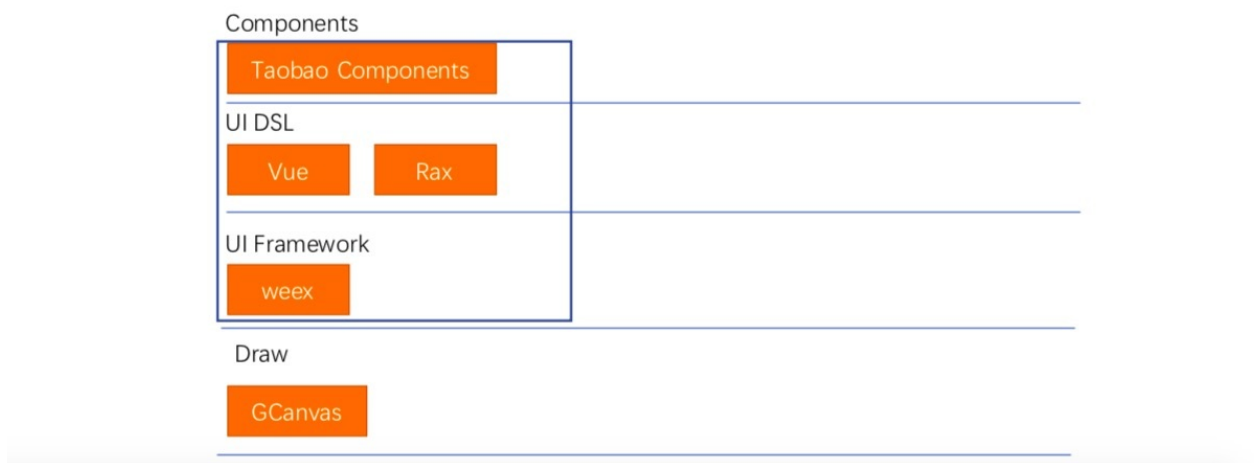 Components
Taobao Components
UI DSL
Vue Rax
UI Framework
weex
Draw
GCanvas